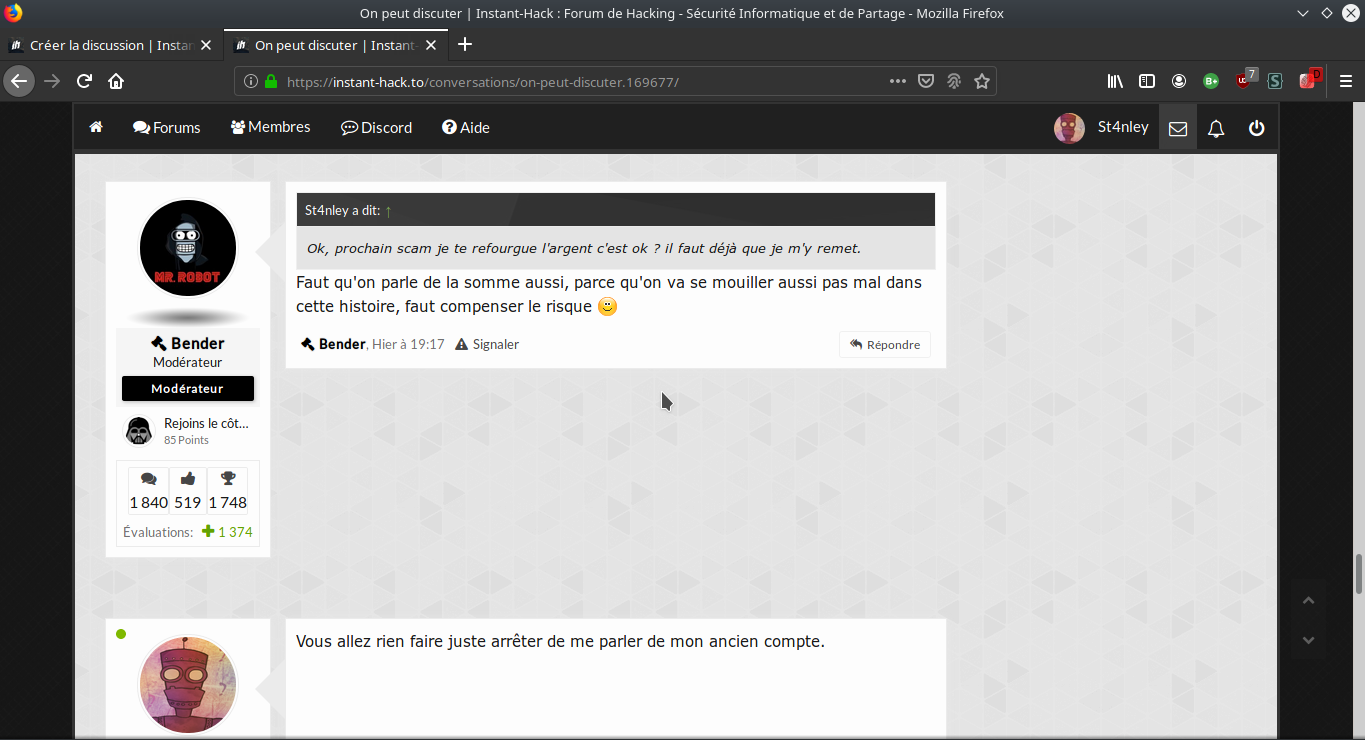 On peut discuter | Instant-Hack : Forum de Hacking - Sécurité Informatique et de Partage - Mozilla Firefox
Créer la discussion | Instan
On peut discuter | Instant-
https://instant-hack.to/conversations/on-peut-discuter.169677/
B+
7
S
D
Forums
Membres
Discord
Aide
St4nley
MR. ROBOT
Bender
Modérateur
Modérateur
Rejoins le côt...
85 Points
1 840 519 1 748
Évaluations: 1 374
St4nley a dit: ↑
Ok, prochain scam je te refourgue l'argent c'est ok ? il faut déjà que je m'y remet.
Faut qu'on parle de la somme aussi, parce qu'on va se mouiller aussi pas mal dans
cette histoire, faut compenser le risque
Bender, Hier à 19:17 Signaler
Répondre
Vous allez rien faire juste arrêter de me parler de mon ancien compte.